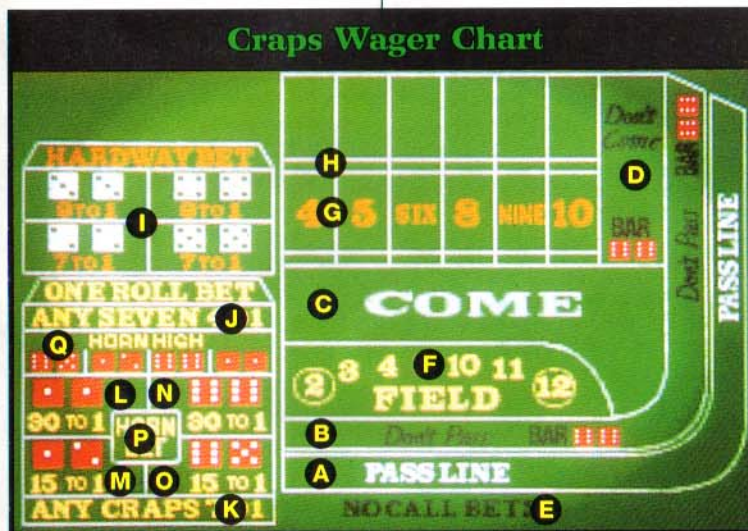 Craps Wager Chart
HARDWAY BET
9 TO 1 9 TO 1
I
7 TO 1 7 TO 1
ONE ROLL BET
ANY SEVEN 4 J 1
Q HORN HIGH
L N
30 TO 1 30 TO 1
P HORN
M O
15 TO 1 15 TO 1
ANY CRAPS 7 K 1
H
G 4 5 SIX 8 NINE 10
Don't Come
D
BAR
C COME
2 3 4 F 10 11 12
FIELD
B Don't Pass BAR
A PASS LINE
NO CALL BETS E
BAR
Don't Pass
PASS LINE